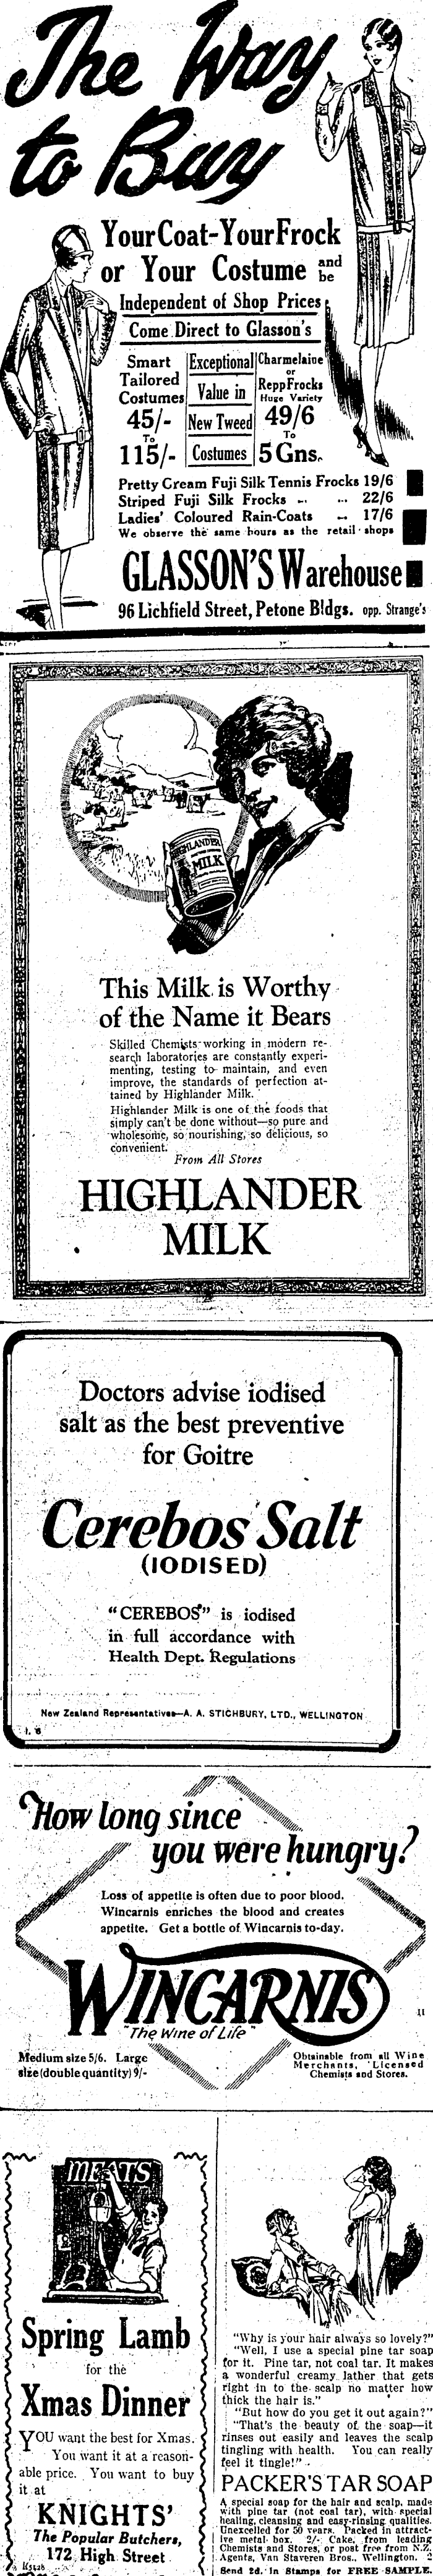 The Way
to Buy
Your Coat-Your Frock
or Your Costume and be
Independent of Shop Prices
Come Direct to Glasson's
Smart
Tailored
Costumes
45/-
To
115/-
Exceptional
Value in
New Tweed
Costumes
Charmelaine
or
Repp Frocks
Huge Variety
49/6
To
5 Gns.
Pretty Cream Fuji Silk Tennis Frocks 19/6
Striped Fuji Silk Frocks .. ... 22/6
Ladies' Coloured Rain-Coats .. 17/6
We observe the same hours as the retail shops
GLASSON'S Warehouse
96 Lichfield Street, Petone Bldgs. opp. Strange's
HIGHLANDER
MILK
This Milk is Worthy
of the Name it Bears
Skilled Chemists working in modern re-
search laboratories are constantly experi-
menting, testing to maintain, and even
improve, the standards of perfection at-
tained by Highlander Milk.
Highlander Milk is one of the foods that
simply can't be done without—so pure and
wholesome, so nourishing, so delicious, so
convenient.
From All Stores
HIGHLANDER
MILK
Doctors advise iodised
salt as the best preventive
for Goitre
Cerebos Salt
(IODISED)
"CEREBOS" is iodised
in full accordance with
Health Dept. Regulations
New Zealand Representatives—A. A. STICHBURY, LTD., WELLINGTON
1. 6
How long since
you were hungry?
Loss of appetite is often due to poor blood.
Wincarnis enriches the blood and creates
appetite. Get a bottle of Wincarnis to-day.
WINCARNIS
"The Wine of Life"
11
Medium size 5/6. Large
size (double quantity) 9/-
Obtainable from all Wine
Merchants, Licensed
Chemists and Stores.
MEATS
Spring Lamb
for the
Xmas Dinner
YOU want the best for Xmas.
You want it at a reason-
able price. You want to buy
it at
KNIGHTS'
The Popular Butchers,
172 High Street
"Why is your hair always so lovely?"
"Well, I use a special pine tar soap
for it. Pine tar, not coal tar. It makes
a wonderful creamy lather that gets
right in to the scalp no matter how
thick the hair is."
"But how do you get it out again?"
"That's the beauty of the soap—it
rinses out easily and leaves the scalp
tingling with health. You can really
feel it tingle!"
PACKER'S TAR SOAP
A special soap for the hair and scalp, made
with pine tar (not coal tar), with special
healing, cleansing and easy-rinsing qualities.
Unexcelled for 50 years. Packed in attract-
ive metal box. 2/- Cake, from leading
Chemists and Stores, or post free from N.Z.
Agents, Van Staveren Bros., Wellington. 2
Send 2d. in Stamps for FREE SAMPLE.